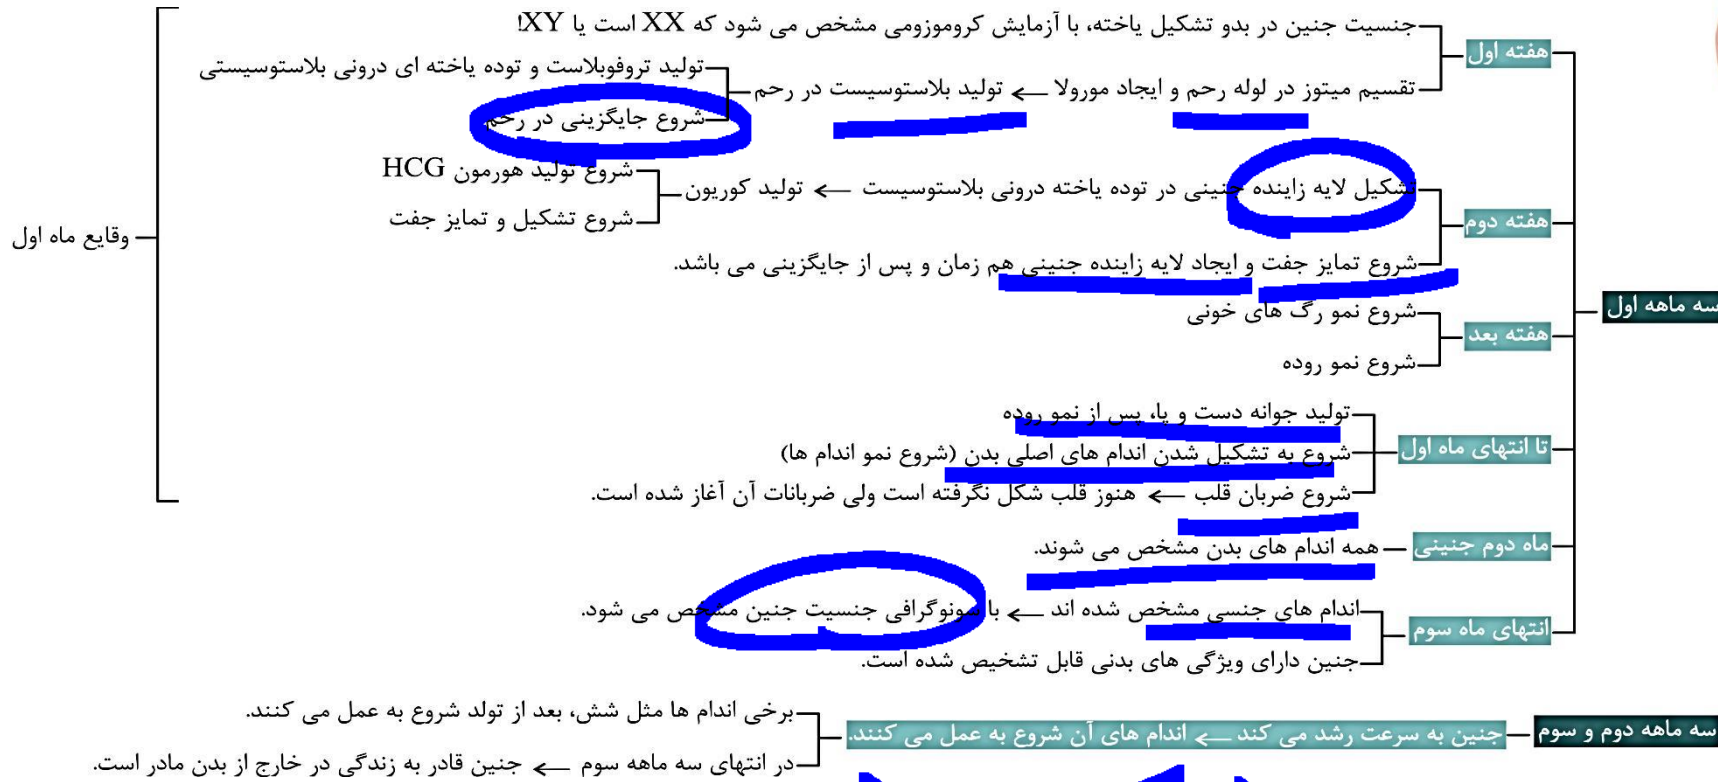 سه ماهه اول
هفته اول
جنسیت جنین در بدو تشکیل یاخته، با آزمایش کروموزومی مشخص می شود که XX است یا XY!
تقسیم میتوز در لوله رحم و ایجاد مورولا ← تولید بلاستوسیست در رحم
تولید تروفوبلاست و توده یاخته ای درونی بلاستوسیستی
شروع جایگزینی در رحم
هفته دوم
تشکیل لایه زاینده جنینی در توده یاخته درونی بلاستوسیست ← تولید کوریون
شروع تولید هورمون HCG
شروع تشکیل و تمایز جفت
شروع تمایز جفت و ایجاد لایه زاینده جنینی هم زمان و پس از جایگزینی می باشد.
هفته بعد
شروع نمو رگ های خونی
شروع نمو روده
تا انتهای ماه اول
تولید جوانه دست و پا، پس از نمو روده
شروع به تشکیل شدن اندام های اصلی بدن (شروع نمو اندام ها)
شروع ضربان قلب ← هنوز قلب شکل نگرفته است ولی ضربانات آن آغاز شده است.
وقایع ماه اول
ماه دوم جنینی
همه اندام های بدن مشخص می شوند.
انتهای ماه سوم
اندام های جنسی مشخص شده اند ← با سونوگرافی جنسیت جنین مشخص می شود.
جنین دارای ویژگی های بدنی قابل تشخیص شده است.
سه ماهه دوم و سوم
جنین به سرعت رشد می کند ← اندام های آن شروع به عمل می کنند.
برخی اندام ها مثل شش، بعد از تولد شروع به عمل می کنند.
در انتهای سه ماهه سوم ← جنین قادر به زندگی در خارج از بدن مادر است.